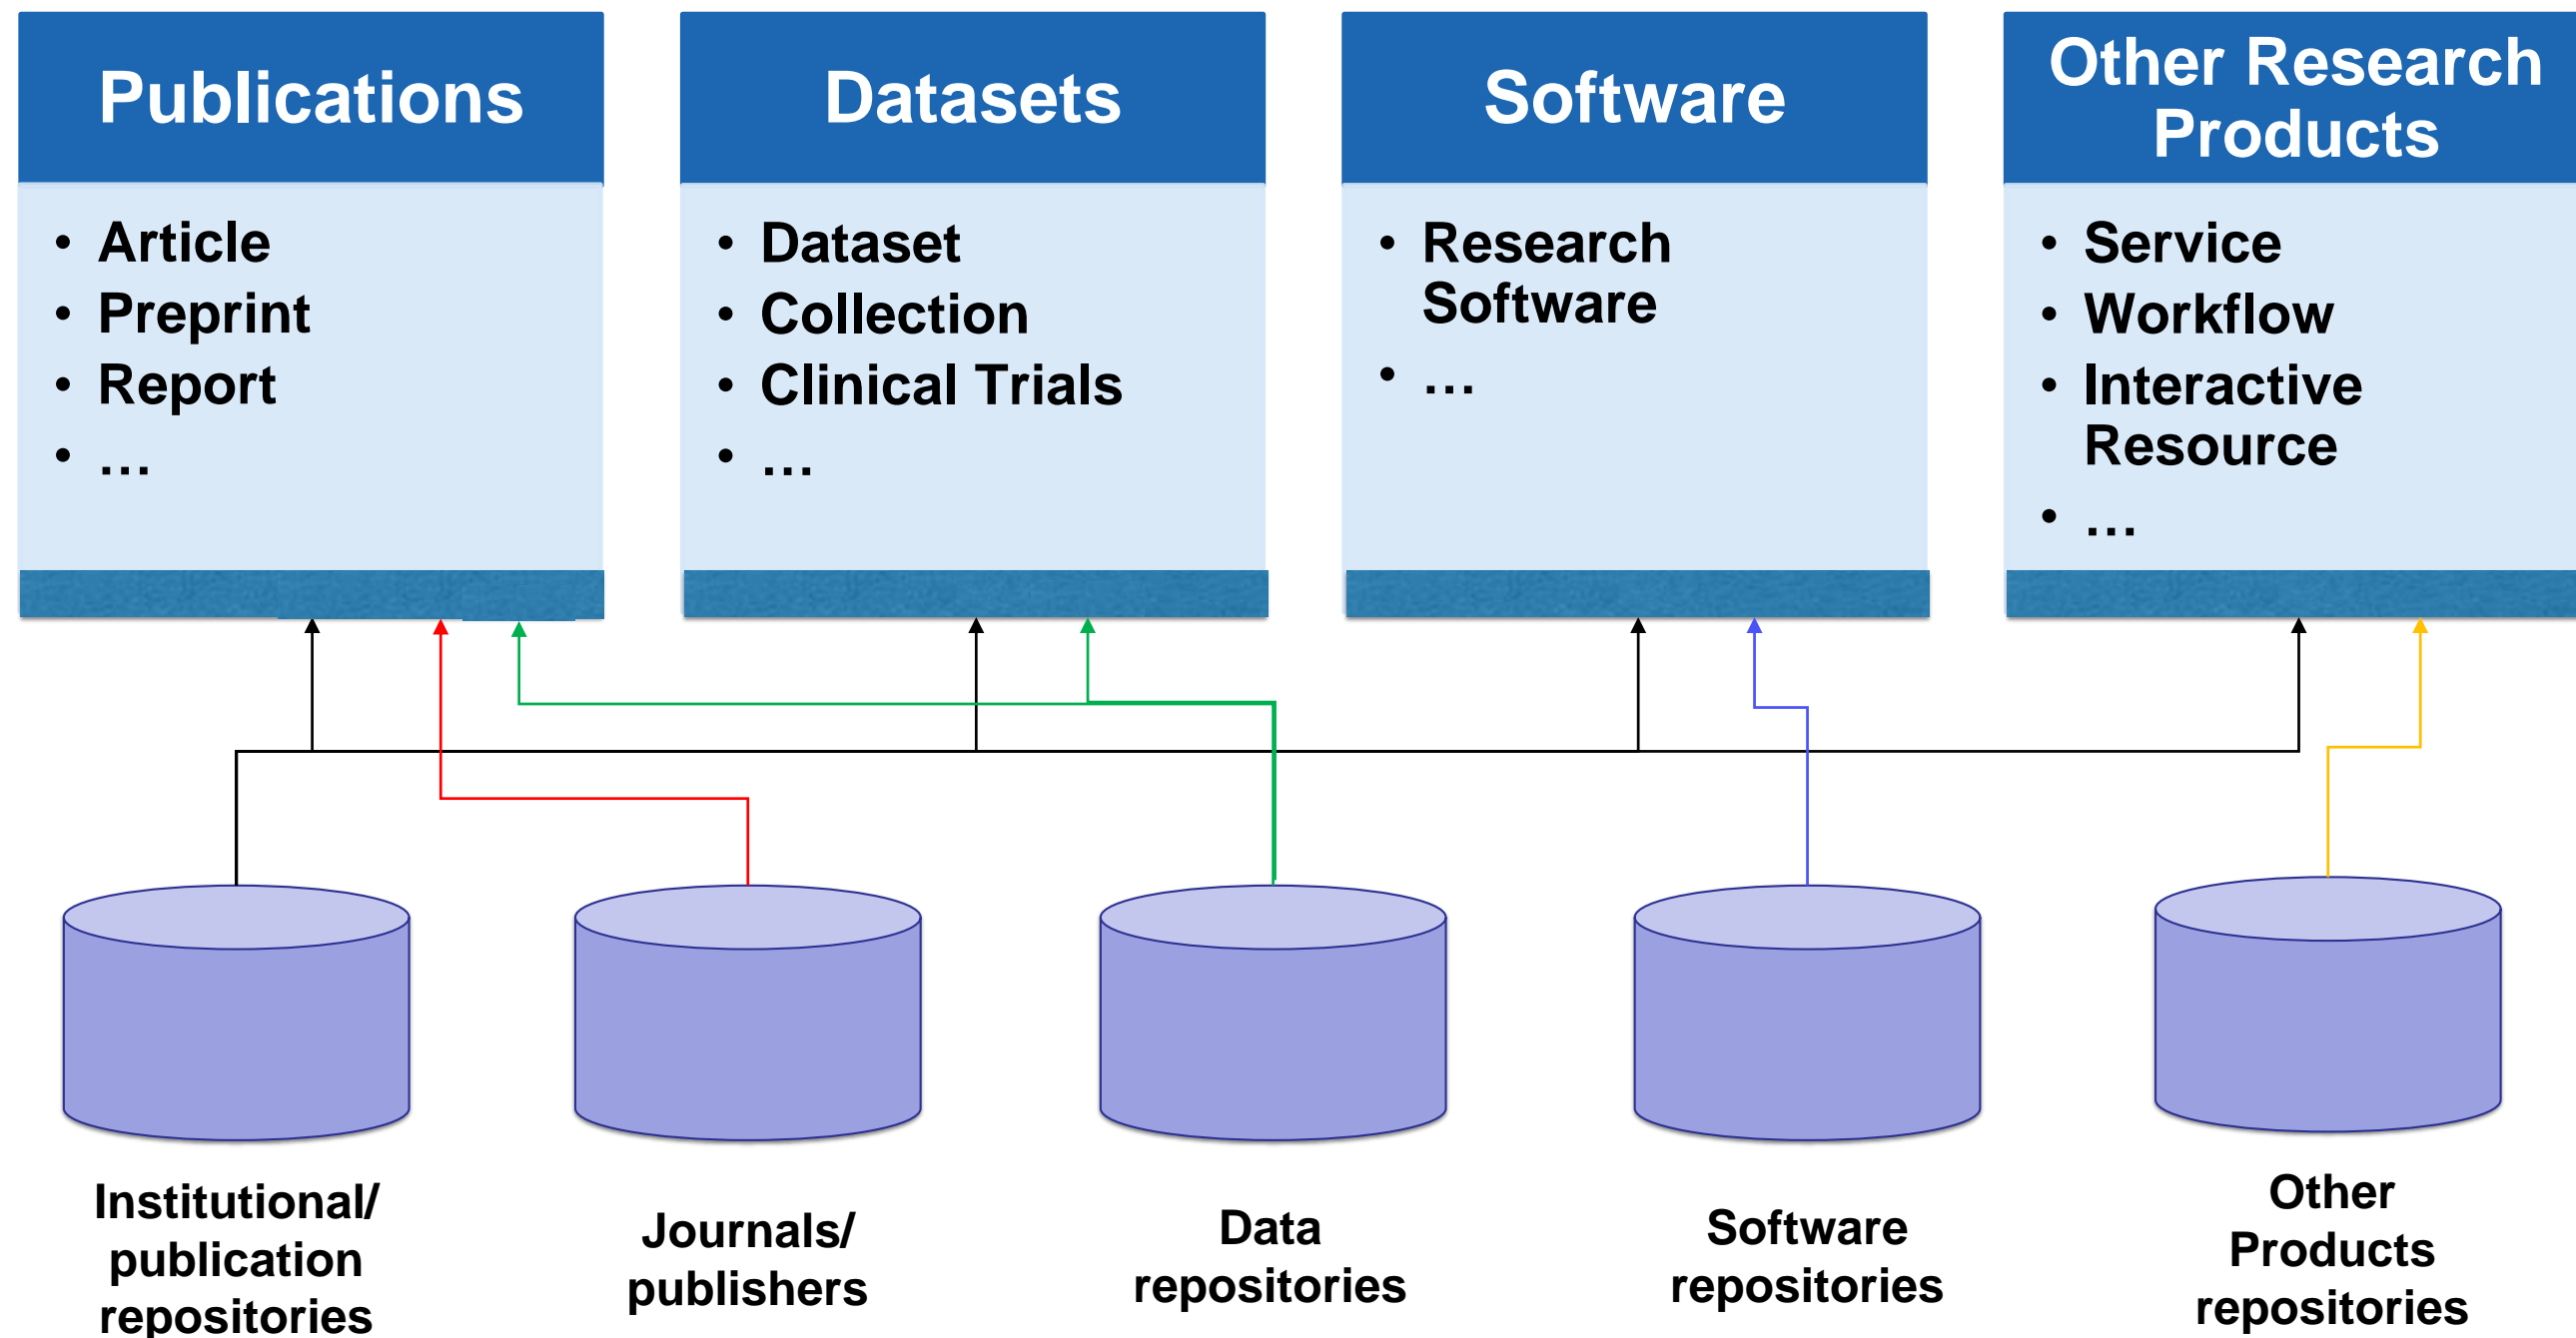 Publications
• Article
• Preprint
• Report
• …
Datasets
• Dataset
• Collection
• Clinical Trials
• …
Software
• Research
Software
• …
Other Research
Products
• Service
• Workflow
• Interactive
Resource
• …
Institutional/
publication
repositories
Journals/
publishers
Data
repositories
Software
repositories
Other
Products
repositories